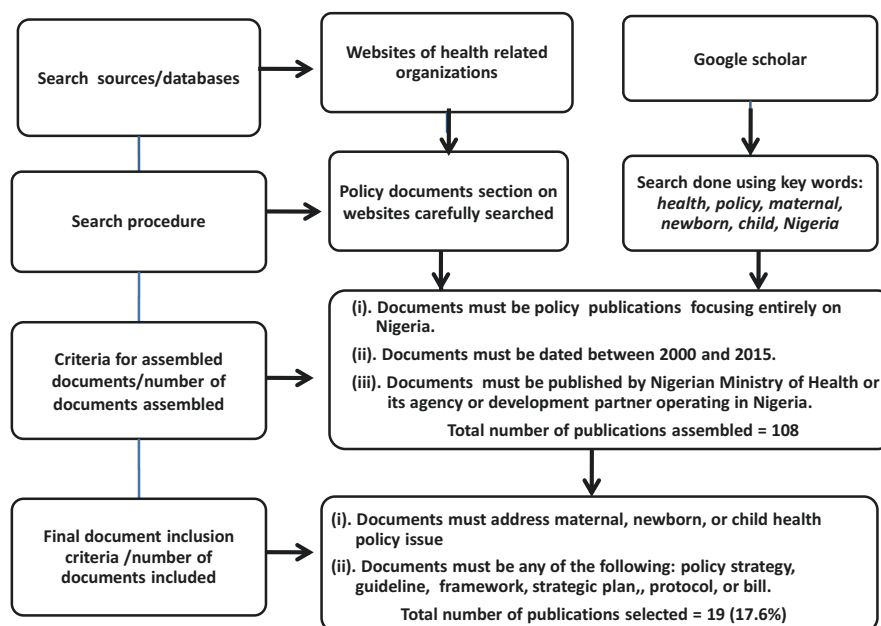 Search sources/databases
Websites of health related
organizations
Google scholar
Search procedure
Policy documents section on
websites carefully searched
Search done using key words:
health, policy, maternal,
newborn, child, Nigeria
Criteria for assembled
documents/number of
documents assembled
(i). Documents must be policy publications focusing entirely on
Nigeria.
(ii). Documents must be dated between 2000 and 2015.
(iii). Documents must be published by Nigerian Ministry of Health or
its agency or development partner operating in Nigeria.
Total number of publications assembled = 108
Final document inclusion
criteria /number of
documents included
(i). Documents must address maternal, newborn, or child health
policy issue
(ii). Documents must be any of the following: policy strategy,
guideline, framework, strategic plan,, protocol, or bill.
Total number of publications selected = 19 (17.6%)